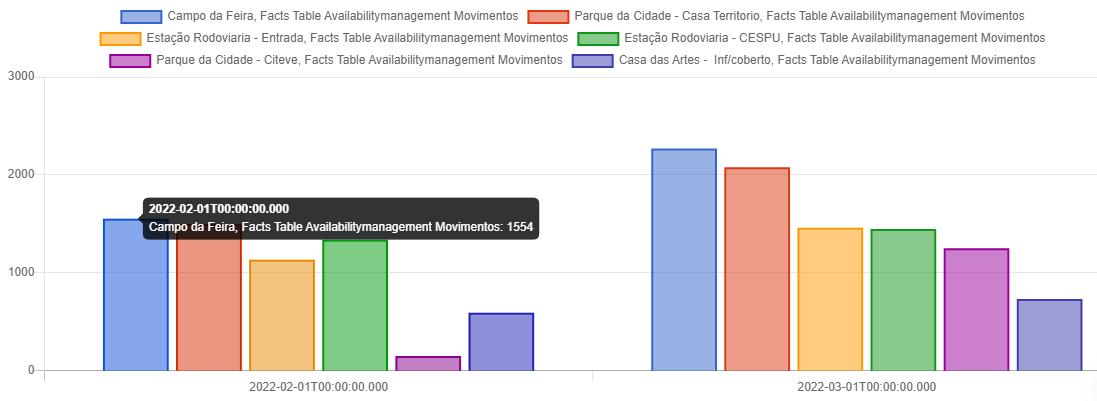 Campo da Feira, Facts Table Availabilitymanagement Movimentos Parque da Cidade - Casa Territorio, Facts Table Availabilitymanagement Movimentos
Estação Rodoviaria - Entrada, Facts Table Availabilitymanagement Movimentos Estação Rodoviaria - CESPU, Facts Table Availabilitymanagement Movimentos
Parque da Cidade - Citeve, Facts Table Availabilitymanagement Movimentos Casa das Artes -  Inf/coberto, Facts Table Availabilitymanagement Movimentos
3000
2000
2022-02-01T00:00:00.000
Campo da Feira, Facts Table Availabilitymanagement Movimentos: 1554
1000
0
2022-02-01T00:00:00.000 2022-03-01T00:00:00.000